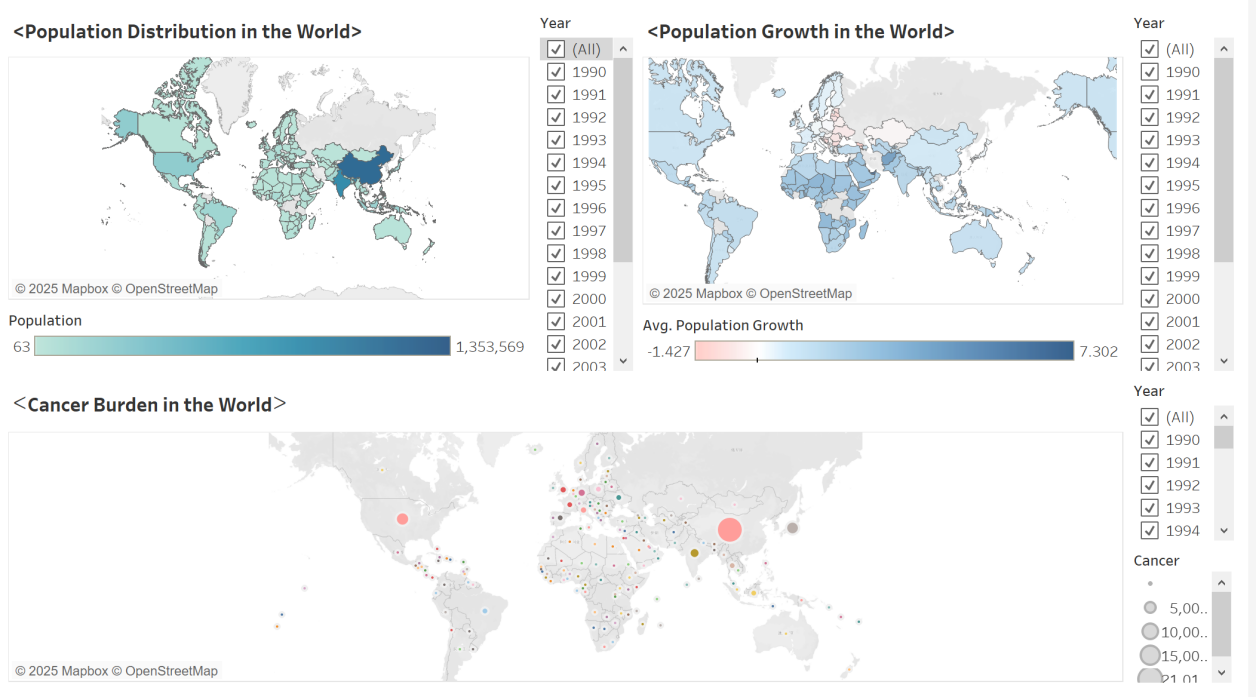 <Population Distribution in the World>
Year
(All)
1990
1991
1992
1993
1994
1995
1996
1997
1998
1999
2000
2001
2002
2003
© 2025 Mapbox © OpenStreetMap
Population
63
1,353,569
<Population Growth in the World>
Year
(All)
1990
1991
1992
1993
1994
1995
1996
1997
1998
1999
2000
2001
2002
2003
© 2025 Mapbox © OpenStreetMap
Avg. Population Growth
-1.427
7.302
<Cancer Burden in the World>
Year
(All)
1990
1991
1992
1993
1994
Cancer
5,00..
10,00..
15,00..
21,01..
© 2025 Mapbox © OpenStreetMap